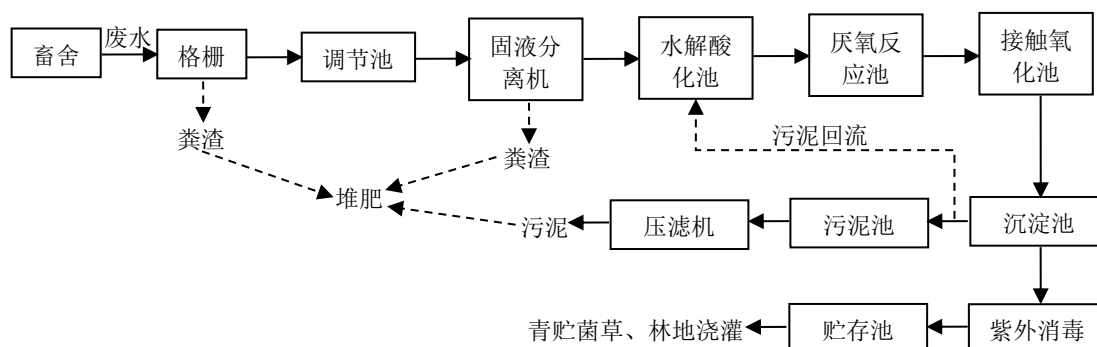 畜舍
废水
格栅
调节池
固液分
离机
水解酸
化池
厌氧反
应池
接触氧
化池
粪渣
粪渣
污泥回流
堆肥
污泥
压滤机
污泥池
沉淀池
青贮菌草、林地浇灌
贮存池
紫外消毒